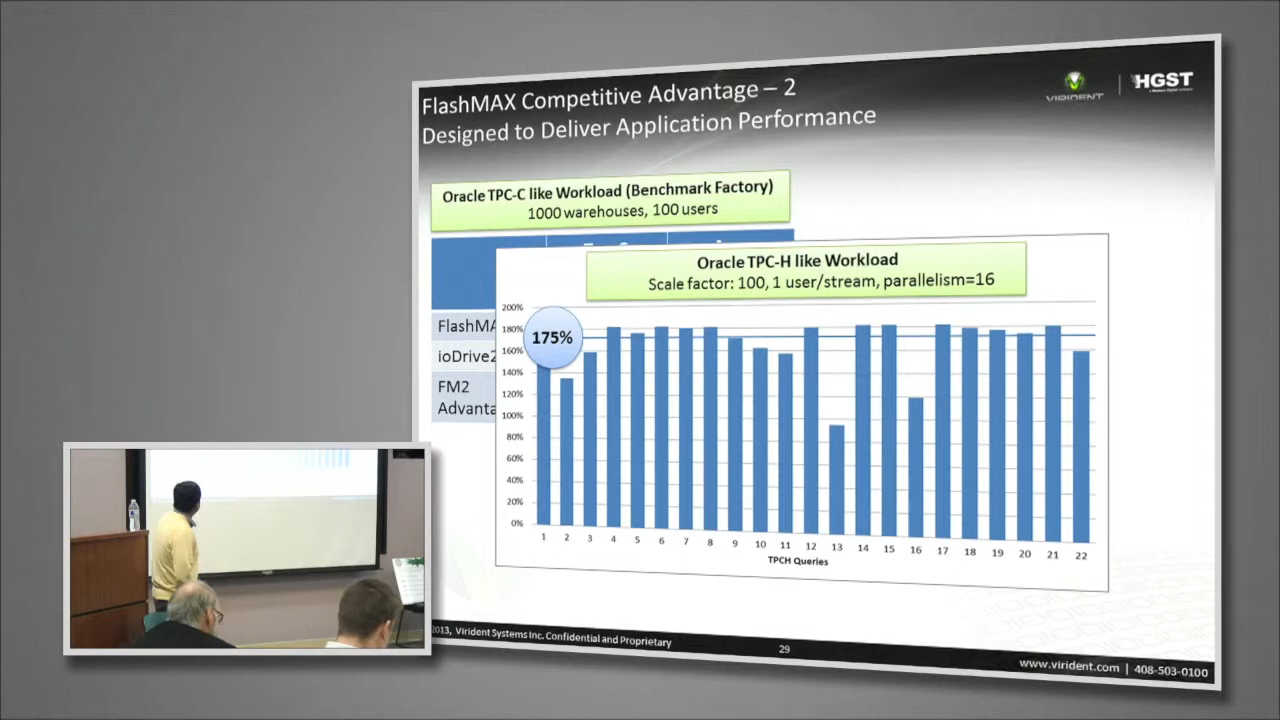 FlashMAX Competitive Advantage – 2
Designed to Deliver Application Performance
VIRIDENT
HGST
Oracle TPC-C like Workload (Benchmark Factory)
1000 warehouses, 100 users
FlashMA
ioDrive2
FM2
Advanta
Oracle TPC-H like Workload
Scale factor: 100, 1 user/stream, parallelism=16
200%
180%
160%
140%
120%
100%
80%
60%
40%
20%
0%
175%
1 2 3 4 5 6 7 8 9 10 11 12 13 14 15 16 17 18 19 20 21 22
TPCH Queries
2013, Virident Systems Inc. Confidential and Proprietary
29
www.virident.com | 408-503-0100